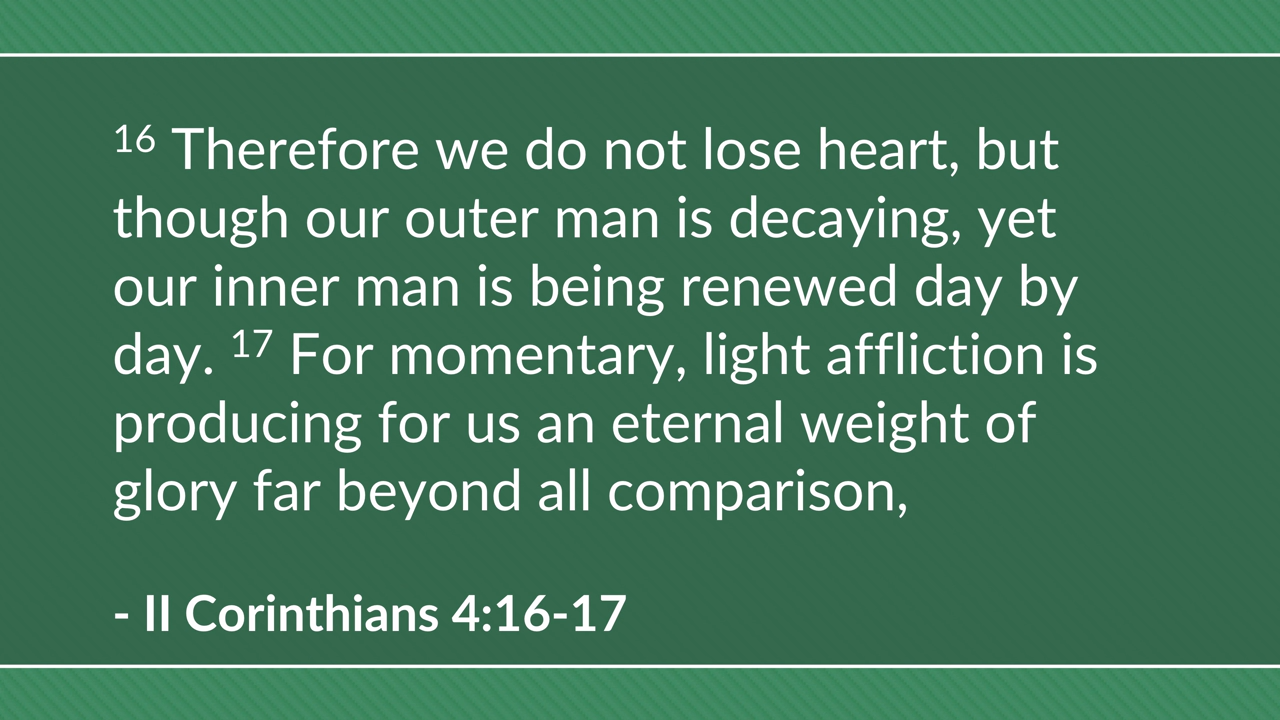 16 Therefore we do not lose heart, but
though our outer man is decaying, yet
our inner man is being renewed day by
day. 17 For momentary, light affliction is
producing for us an eternal weight of
glory far beyond all comparison,
- II Corinthians 4:16-17